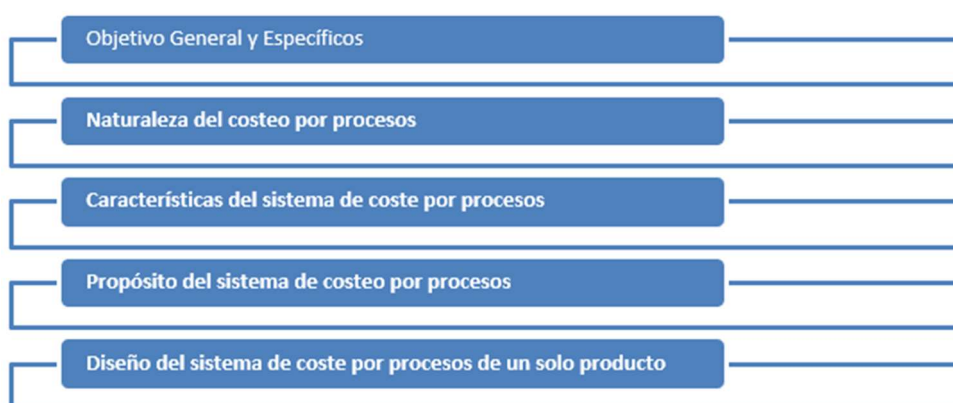 Objetivo General y Específicos
Naturaleza del costeo por procesos
Características del sistema de coste por procesos
Propósito del sistema de costeo por procesos
Diseño del sistema de coste por procesos de un solo producto